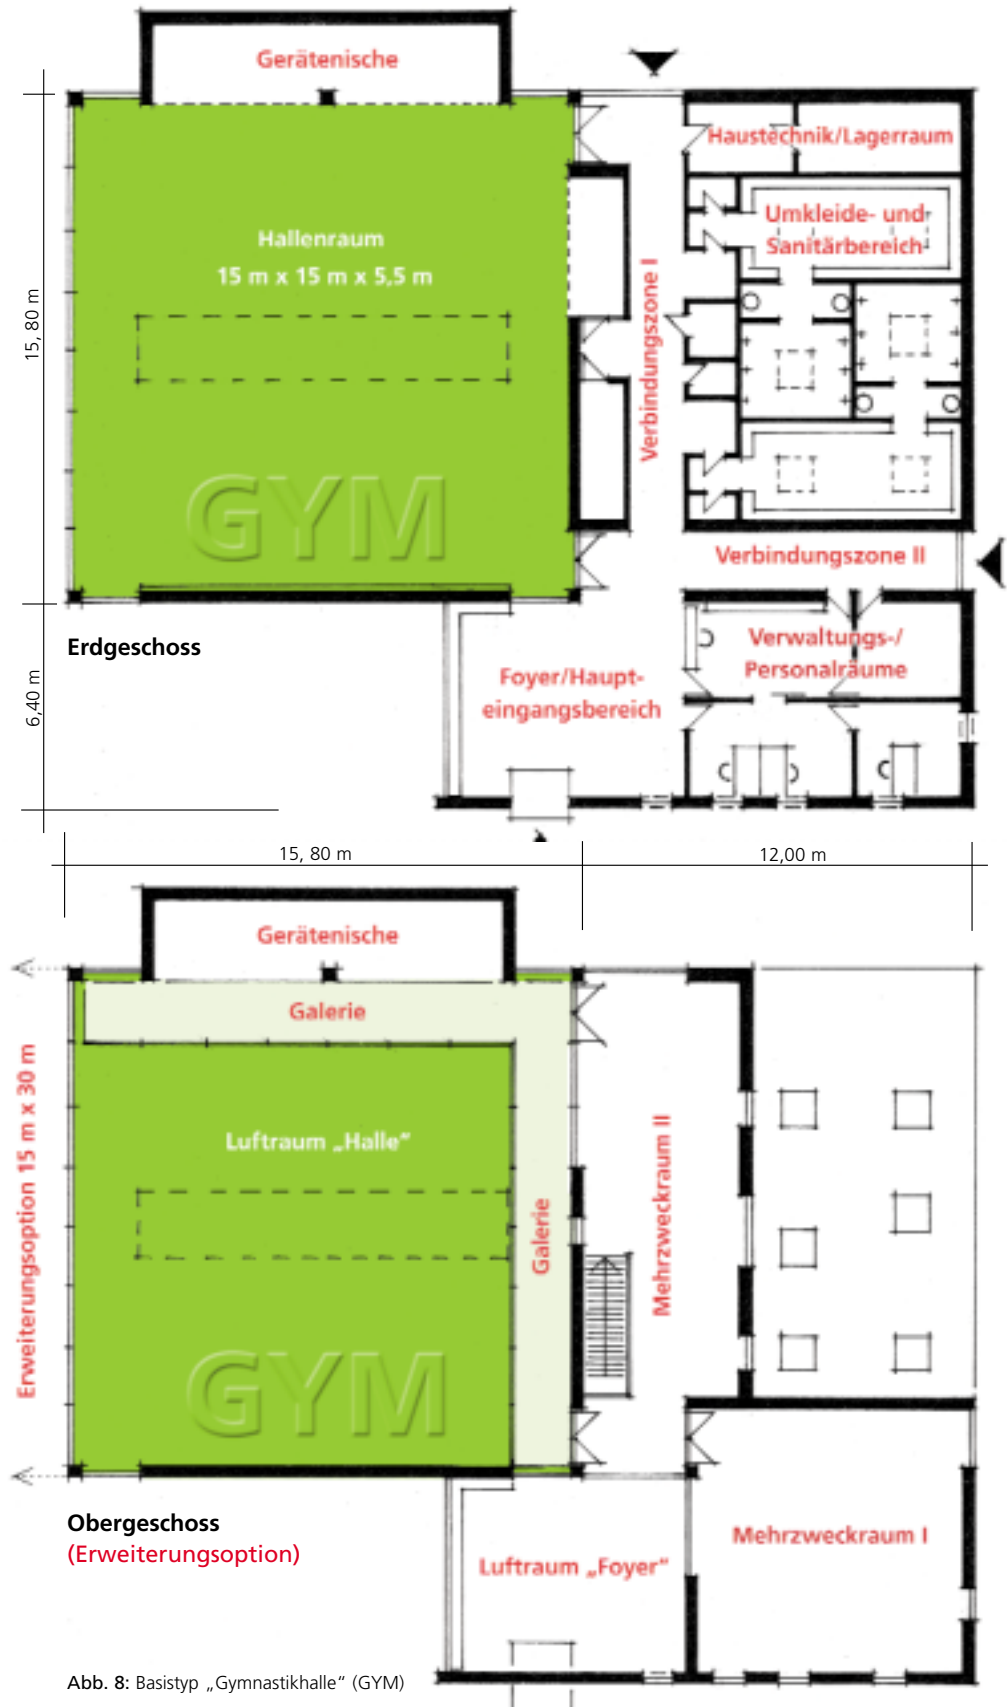 Gerätenische
Haustechnik/Lagerraum
Umkleide- und
Sanitärbereich
Hallenraum
15 m x 15 m x 5,5 m
Verbindungszone I
15, 80 m
GYM
Verbindungszone II
Erdgeschoss
Verwaltungs-/
Personalräume
Foyer/Haupt-
eingangsbereich
6,40 m
15, 80 m
12,00 m
Gerätenische
Galerie
Erweiterungsoption 15 m x 30 m
Luftraum „Halle“
Galerie
Mehrzweckraum II
GYM
Obergeschoss
(Erweiterungsoption)
Mehrzweckraum I
Luftraum „Foyer“
Abb. 8: Basistyp „Gymnastikhalle“ (GYM)